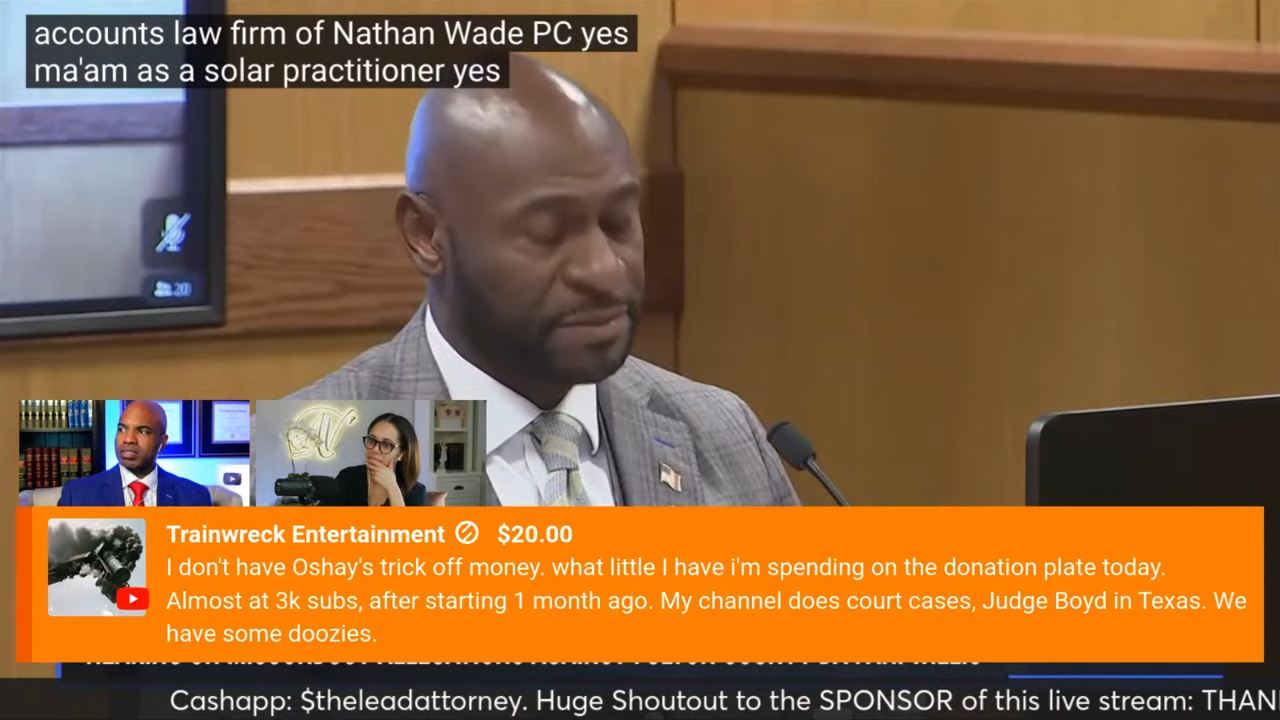 accounts law firm of Nathan Wade PC yes
ma'am as a solar practitioner yes
20
Trainwreck Entertainment $20.00
I don't have Oshay's trick off money. what little I have i'm spending on the donation plate today.
Almost at 3k subs, after starting 1 month ago. My channel does court cases, Judge Boyd in Texas. We
have some doozies.
Cashapp: $theleadattorney. Huge Shoutout to the SPONSOR of this live stream: THAN